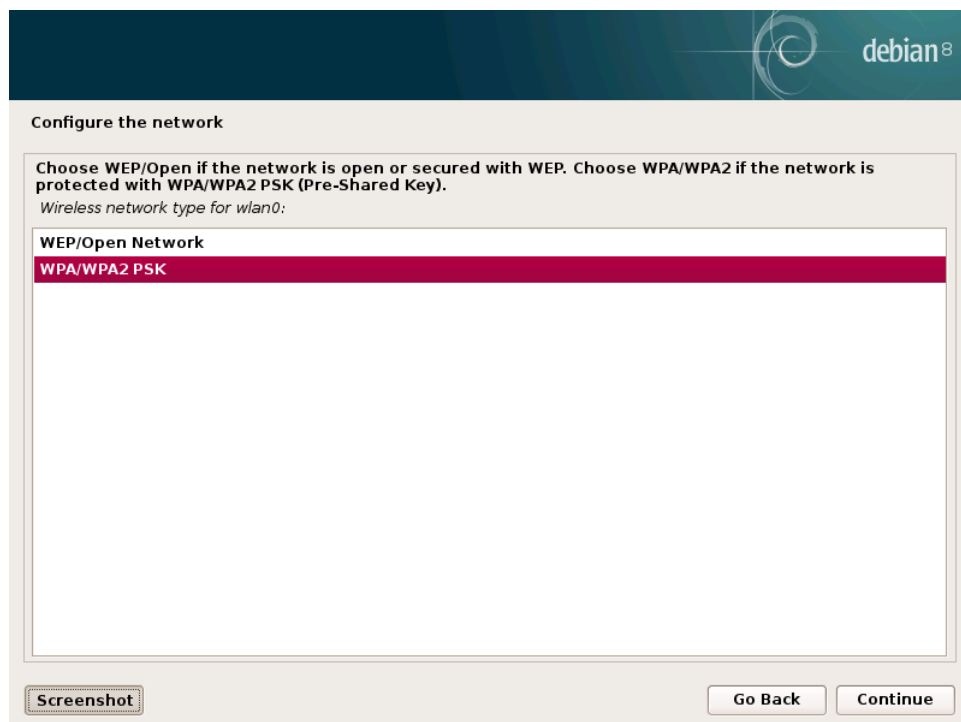 debian 8
Configure the network
Choose WEP/Open if the network is open or secured with WEP. Choose WPA/WPA2 if the network is
protected with WPA/WPA2 PSK (Pre-Shared Key).
Wireless network type for wlan0:
WEP/Open Network
WPA/WPA2 PSK
Screenshot
Go Back
Continue